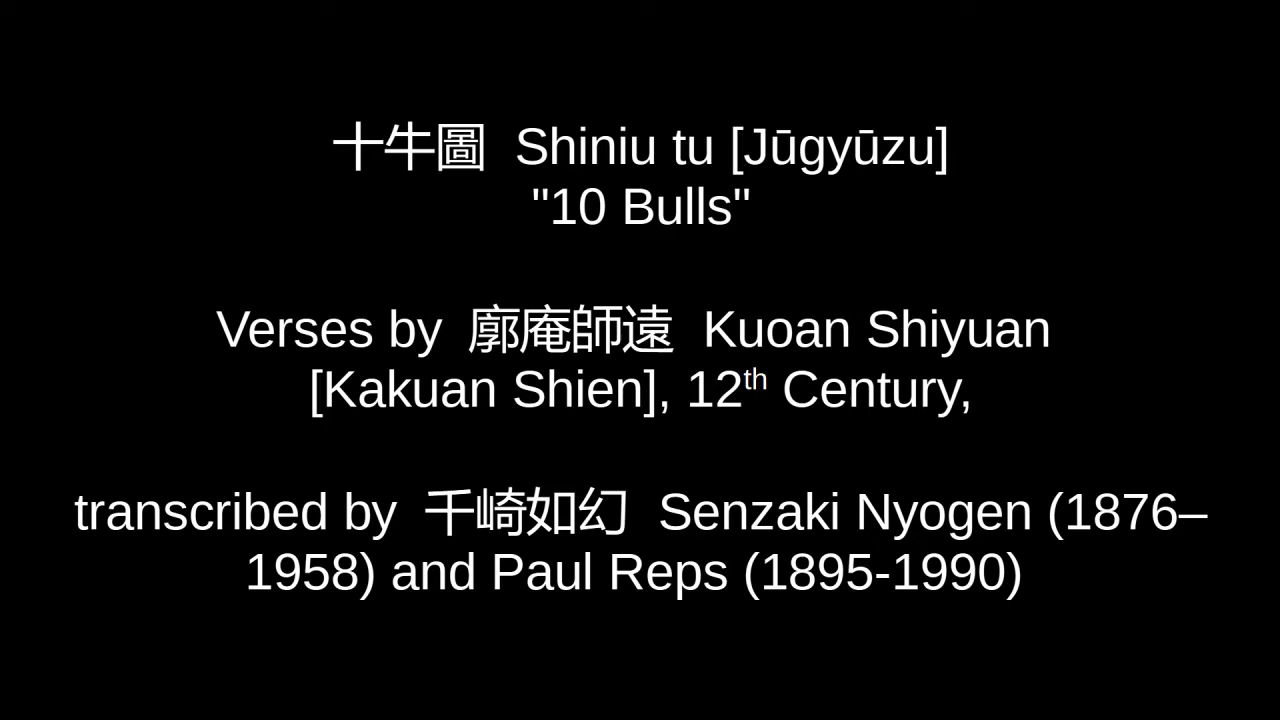 十牛圖 Shiniu tu [Jūgyūzu]
"10 Bulls"
Verses by 廓庵師遠 Kuoan Shiyuan
[Kakuan Shien], 12th Century,
transcribed by 千崎如幻 Senzaki Nyogen (1876–
1958) and Paul Reps (1895-1990)